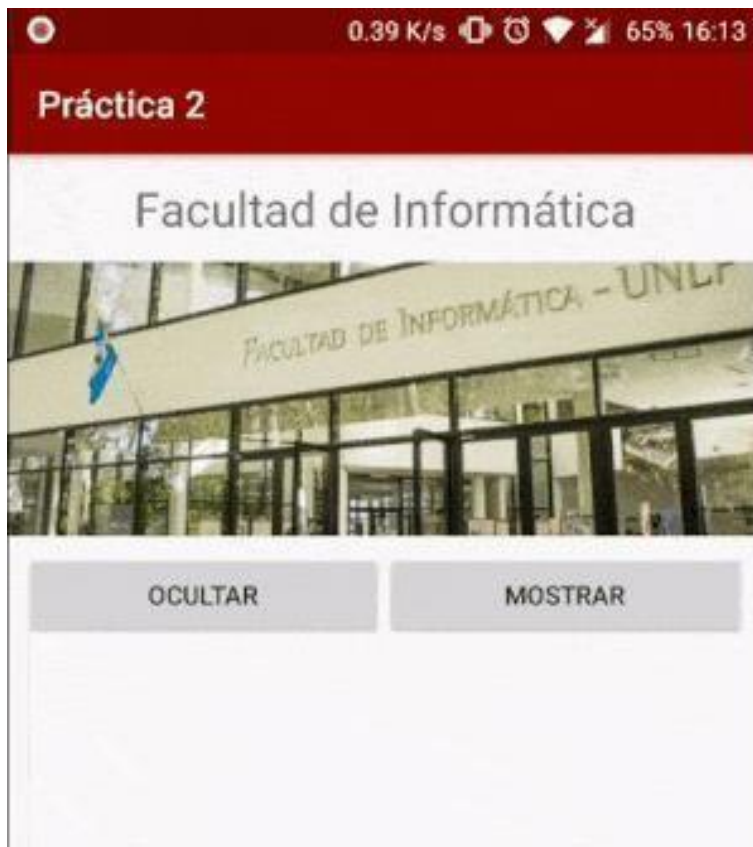 0.39 K/s 65% 16:13
Práctica 2
Facultad de Informática
FACULTAD DE INFORMÁTICA - UNLP
OCULTAR MOSTRAR